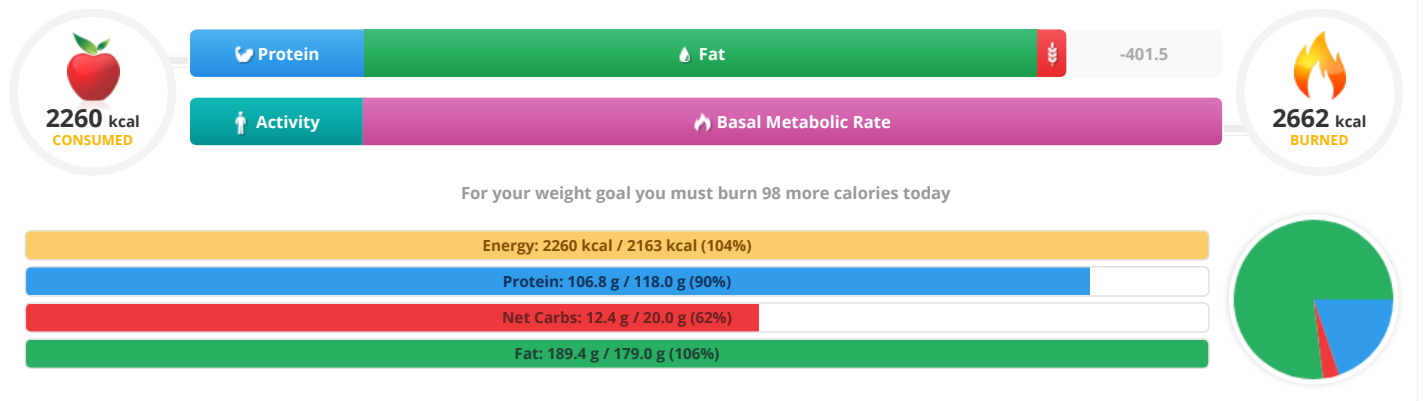 2260 kcal
CONSUMED
Protein
Fat
-401.5
Activity
Basal Metabolic Rate
2662 kcal
BURNED
For your weight goal you must burn 98 more calories today
Energy: 2260 kcal / 2163 kcal (104%)
Protein: 106.8 g / 118.0 g (90%)
Net Carbs: 12.4 g / 20.0 g (62%)
Fat: 189.4 g / 179.0 g (106%)